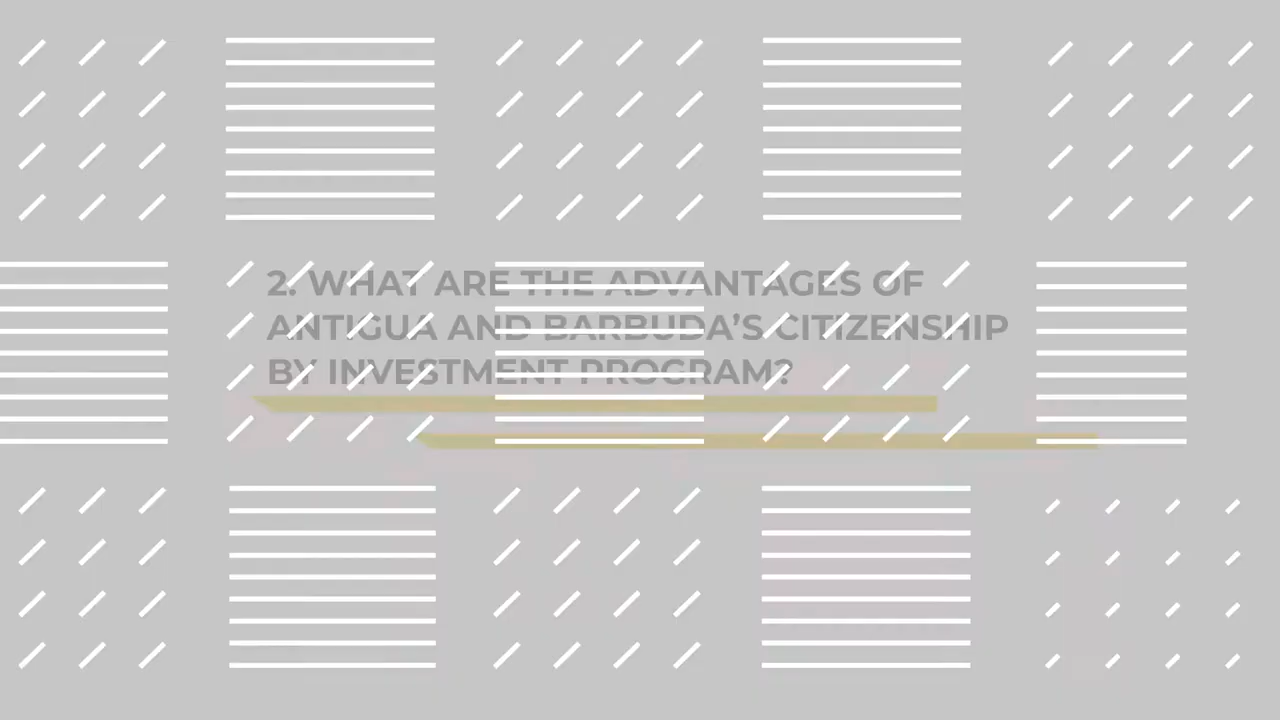 2. WHAT ARE THE ADVANTAGES OF
ANTIGUA AND BARBUDA’S CITIZENSHIP
BY INVESTMENT PROGRAM?